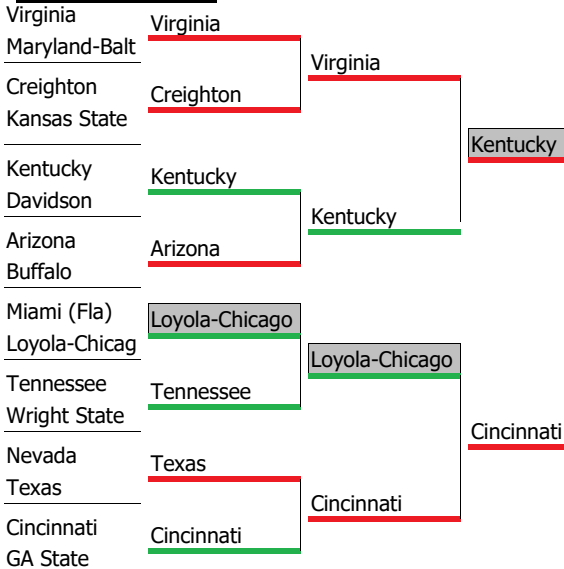 Virginia
Maryland-Balt
Creighton
Kansas State
Kentucky
Davidson
Arizona
Buffalo
Miami (Fla)
Loyola-Chicag
Tennessee
Wright State
Nevada
Texas
Cincinnati
GA State
Virginia
Creighton
Kentucky
Arizona
Loyola-Chicago
Tennessee
Texas
Cincinnati
Virginia
Kentucky
Loyola-Chicago
Cincinnati
Kentucky
Cincinnati